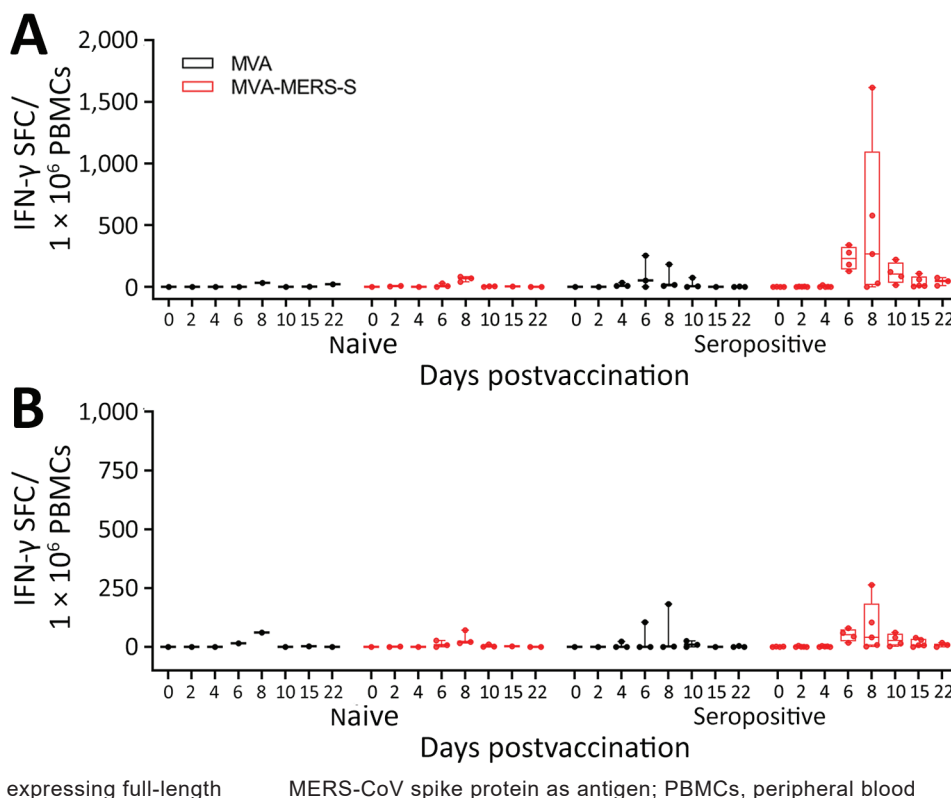 A
2,000
1,500
1,000
500
0
IFN-γ SFC/
1 × 10⁶ PBMCs
MVA
MVA-MERS-S
0 2 4 6 8 10 15 22 0 2 4 6 8 10 15 22 0 2 4 6 8 10 15 22 0 2 4 6 8 10 15 22
Naive Seropositive
Days postvaccination
B
1,000
750
500
250
0
IFN-γ SFC/
1 × 10⁶ PBMCs
0 2 4 6 8 10 15 22 0 2 4 6 8 10 15 22 0 2 4 6 8 10 15 22 0 2 4 6 8 10 15 22
Naive Seropositive
Days postvaccination
expressing full-length MERS-CoV spike protein as antigen; PBMCs, peripheral blood